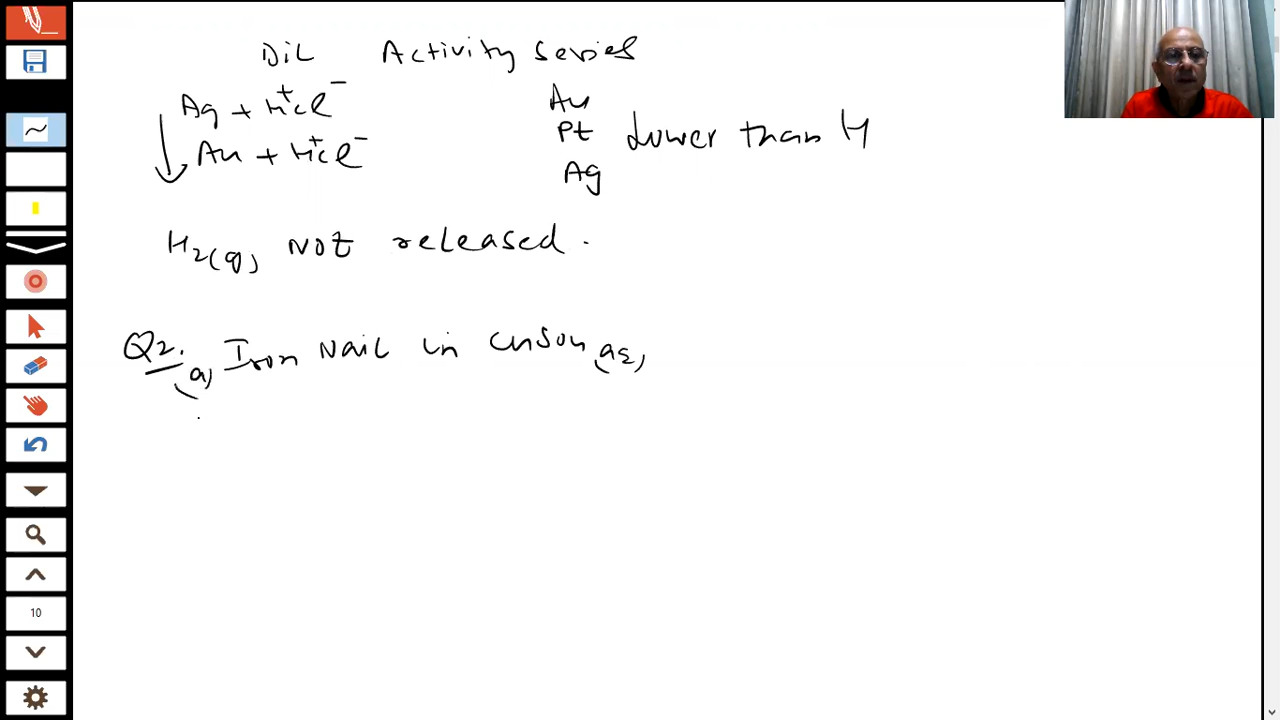 Dil Activity series
Ag + H⁺Cl⁻
Au + H⁺Cl⁻
Au
Pt Lower than H
Ag
H₂(g) Not released.
Q2. (a) Iron Nail in CuSO₄ (aq)
10